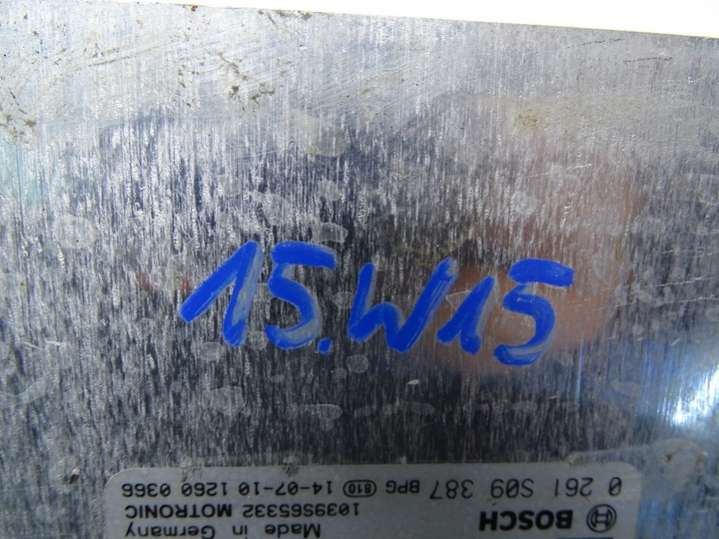 15.W15
BOSCH
0 261 S09 387 BPG 810 14-07-10 1260 0366
1039S65332 MOTRONIC
Made in Germany